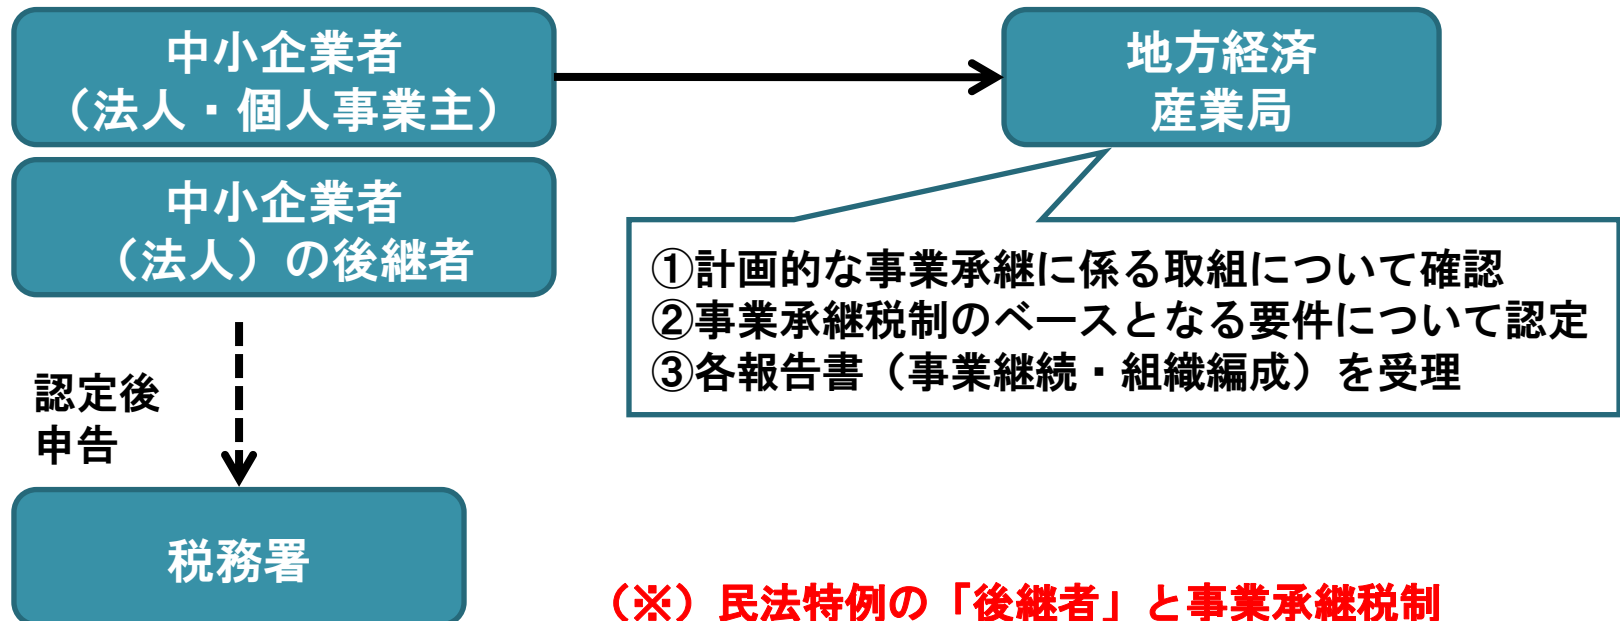 中小企業者
（法人・個人事業主）
地方経済
産業局
中小企業者
（法人）の後継者
①計画的な事業承継に係る取組について確認
②事業承継税制のベースとなる要件について認定
③各報告書（事業継続・組織編成）を受理
認定後
申告
税務署
（※）民法特例の「後継者」と事業承継税制